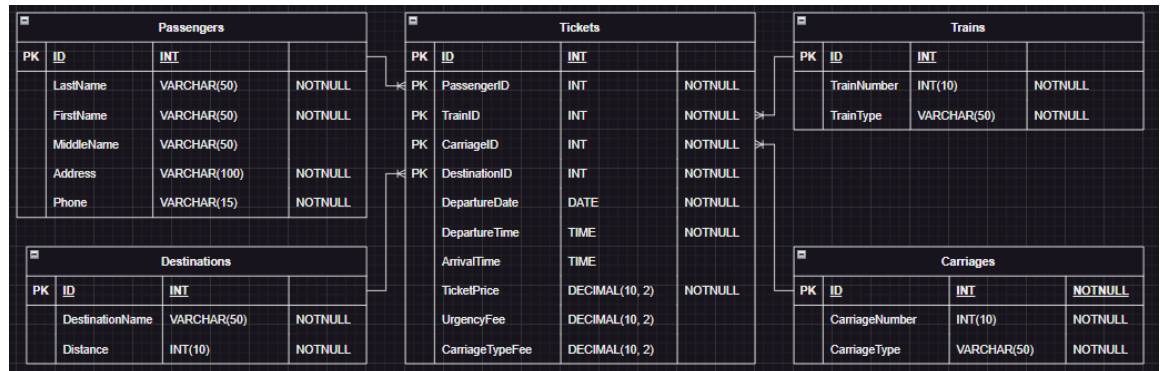 Passengers
PK ID INT
LastName VARCHAR(50) NOTNULL
FirstName VARCHAR(50) NOTNULL
MiddleName VARCHAR(50)
Address VARCHAR(100) NOTNULL
Phone VARCHAR(15) NOTNULL
Destinations
PK ID INT
DestinationName VARCHAR(50) NOTNULL
Distance INT(10) NOTNULL
Tickets
PK ID INT
PK PassengerID INT NOTNULL
PK TrainID INT NOTNULL
PK CarriageID INT NOTNULL
PK DestinationID INT NOTNULL
DepartureDate DATE NOTNULL
DepartureTime TIME NOTNULL
ArrivalTime TIME
TicketPrice DECIMAL(10, 2) NOTNULL
UrgencyFee DECIMAL(10, 2)
CarriageTypeFee DECIMAL(10, 2)
Trains
PK ID INT
TrainNumber INT(10) NOTNULL
TrainType VARCHAR(50) NOTNULL
Carriages
PK ID INT NOTNULL
CarriageNumber INT(10) NOTNULL
CarriageType VARCHAR(50) NOTNULL